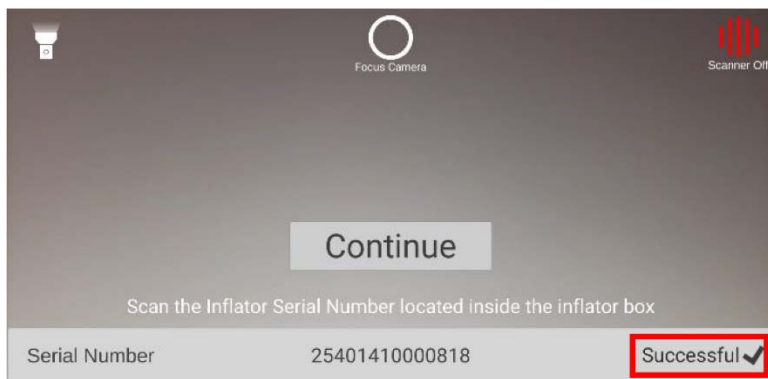 Focus Camera
Scanner Off
Continue
Scan the Inflator Serial Number located inside the inflator box
Serial Number 25401410000818 Successful